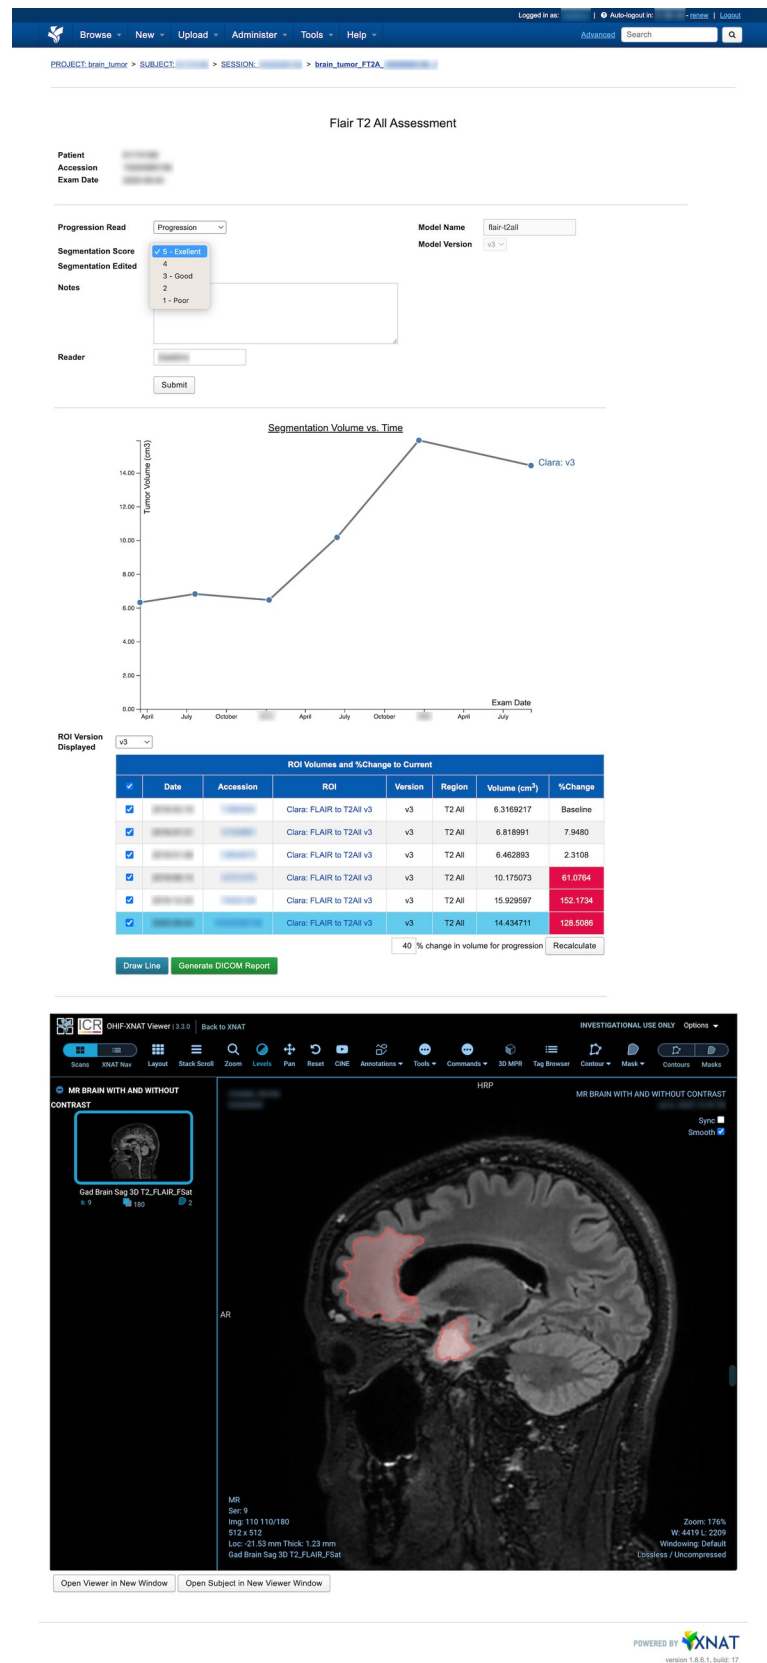 Logged in as: | Auto-logout in: - renew | Logout
Browse New Upload Administer Tools Help Advanced Search
PROJECT: brain_tumor > SUBJECT: > SESSION: > brain_tumor_FT2A_
Flair T2 All Assessment
Patient
Accession
Exam Date
Progression Read Progression Model Name flair-t2all
Segmentation Score ✓ 5 - Exellent Model Version v3
Segmentation Edited 4
3 - Good
Notes 2
1 - Poor
Reader
Submit
Segmentation Volume vs. Time
Tumor Volume (cm3)
Clara: v3
14.00
12.00
10.00
8.00
6.00
4.00
2.00
Exam Date
0.00
April July October April July October April July
ROI Version Displayed v3
ROI Volumes and %Change to Current
Date Accession ROI Version Region Volume (cm3) %Change
Clara: FLAIR to T2All v3 v3 T2 All 6.3169217 Baseline
Clara: FLAIR to T2All v3 v3 T2 All 6.818991 7.9480
Clara: FLAIR to T2All v3 v3 T2 All 6.462893 2.3108
Clara: FLAIR to T2All v3 v3 T2 All 10.175073 61.0764
Clara: FLAIR to T2All v3 v3 T2 All 15.929597 152.1734
Clara: FLAIR to T2All v3 v3 T2 All 14.434711 128.5086
40 % change in volume for progression Recalculate
Draw Line Generate DICOM Report
ICR OHIF-XNAT Viewer | 3.3.0 Back to XNAT INVESTIGATIONAL USE ONLY Options
Scans XNAT Nav Layout Stack Scroll Zoom Levels Pan Reset CINE Annotations Tools Commands 3D MPR Tag Browser Contour Mask Contours Masks
MR BRAIN WITH AND WITHOUT CONTRAST
HRP
MR BRAIN WITH AND WITHOUT CONTRAST
Sync
Smooth
Gad Brain Sag 3D T2_FLAIR_FSat
s: 9 180 2
AR
MR
Ser: 9
Img: 110 110/180
512 x 512
Loc: -21.53 mm Thick: 1.23 mm
Gad Brain Sag 3D T2_FLAIR_FSat
Zoom: 176%
W: 4419 L: 2209
Windowing: Default
Lossless / Uncompressed
Open Viewer in New Window Open Subject in New Viewer Window
POWERED BY XNAT
version 1.8.6.1, build: 17